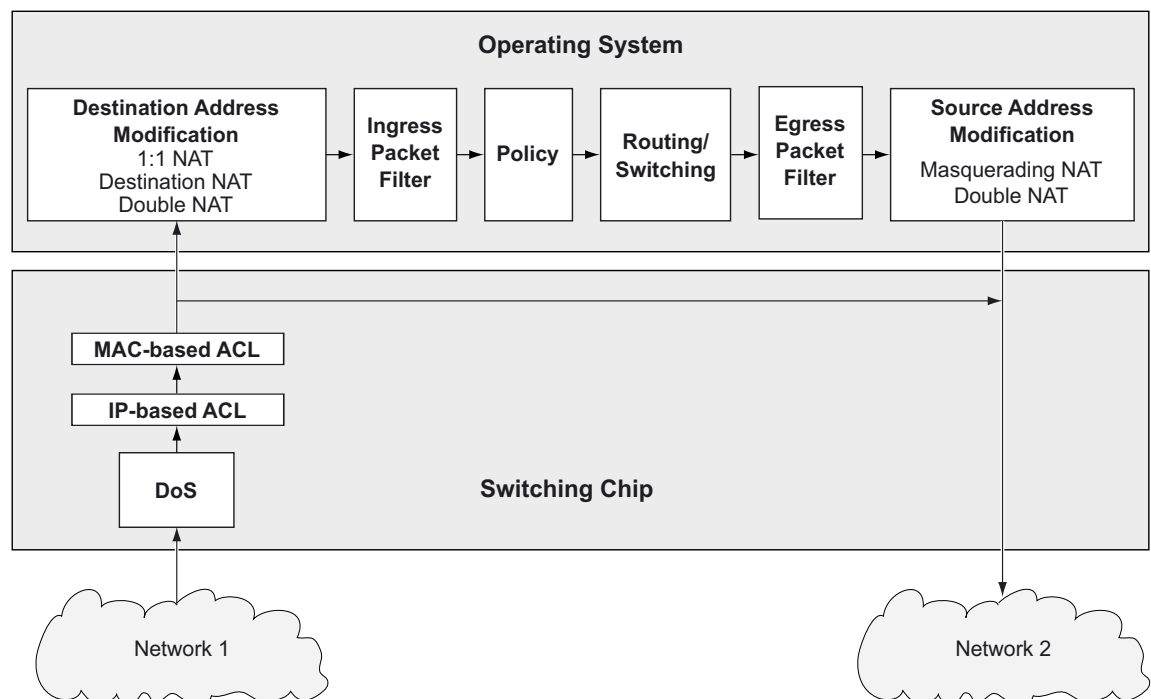 Operating System
Destination Address
Modification
1:1 NAT
Destination NAT
Double NAT
Ingress
Packet
Filter
Policy
Routing/
Switching
Egress
Packet
Filter
Source Address
Modification
Masquerading NAT
Double NAT
MAC-based ACL
IP-based ACL
DoS
Switching Chip
Network 1
Network 2